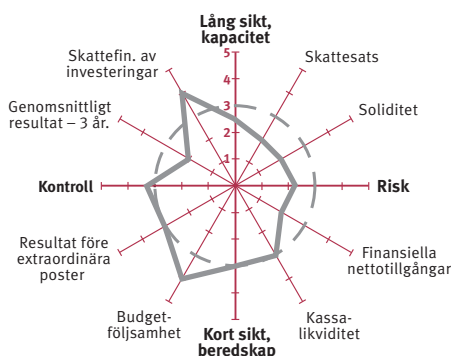 Lång sikt,
kapacitet
Skattefin. av
investeringar
Skattesats
5
4
3
2
1
Genomsnittligt
resultat – 3 år.
Soliditet
Kontroll
Risk
Resultat före
extraordinära
poster
Finansiella
nettotillgångar
Budget-
följsamhet
Kassa-
likviditet
Kort sikt,
beredskap